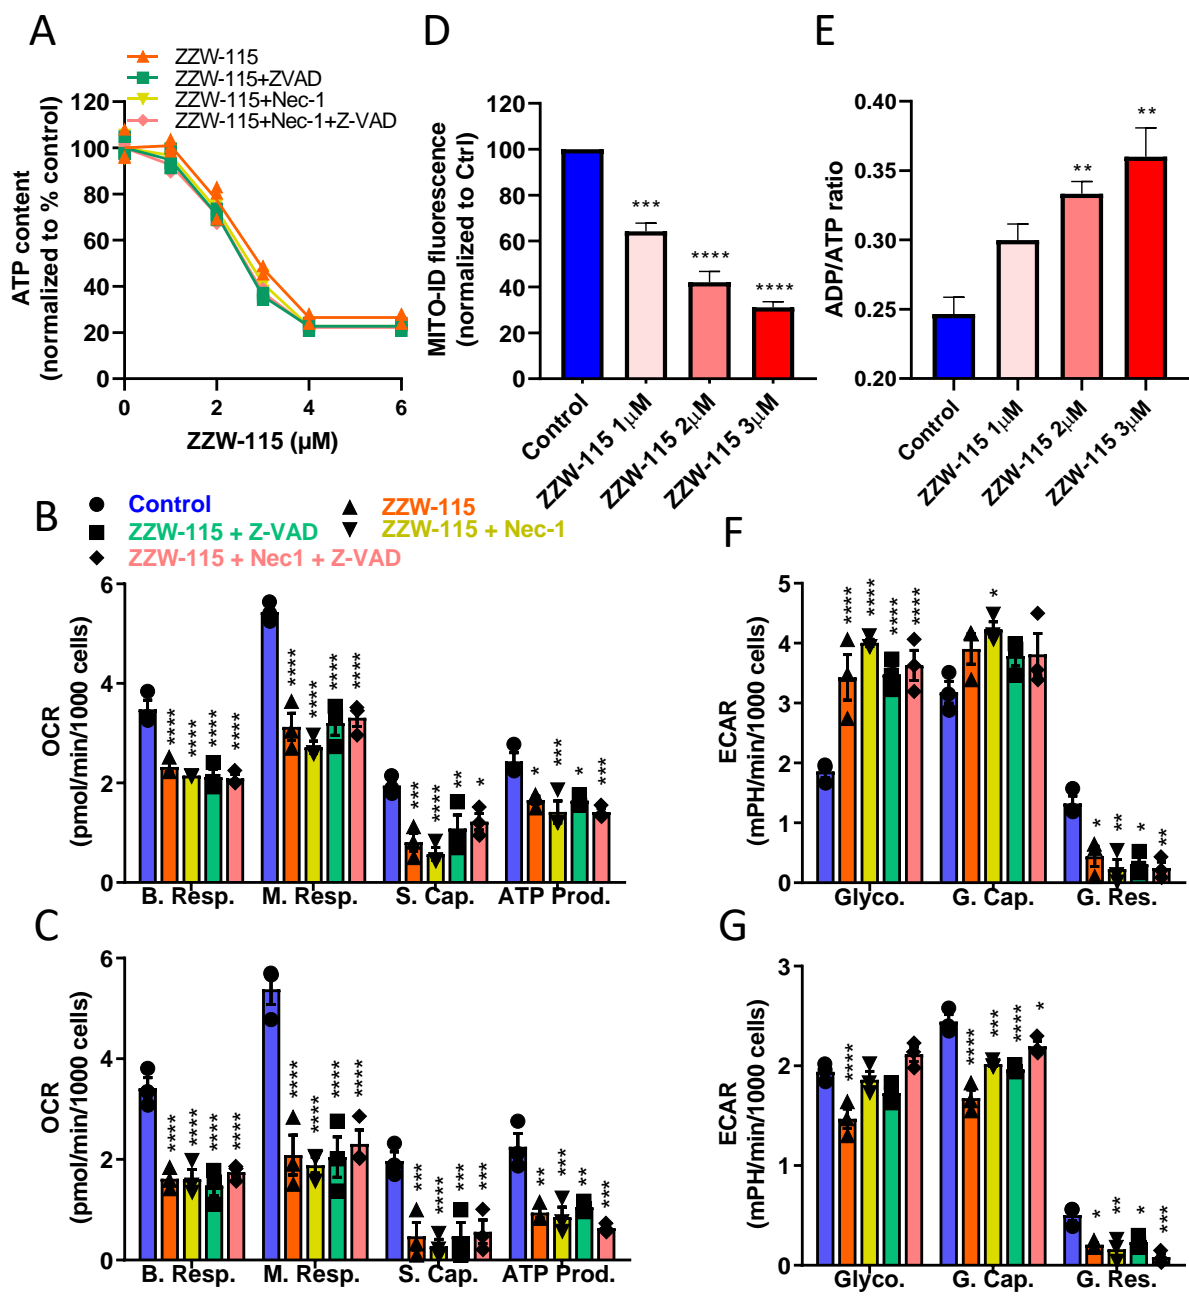 A
ZZW-115
ZZW-115+ZVAD
ZZW-115+Nec-1
ZZW-115+Nec-1+Z-VAD
ATP content
(normalized to % control)
120
100
80
60
40
20
0
0
2
4
6
ZZW-115 (µM)
D
MITO-ID fluorescence
(normalized to Ctrl)
120
100
80
60
40
20
0
***
****
****
Control
ZZW-115 1µM
ZZW-115 2µM
ZZW-115 3µM
E
ADP/ATP ratio
0.40
0.35
0.30
0.25
0.20
**
**
Control
ZZW-115 1µM
ZZW-115 2µM
ZZW-115 3µM
Control
ZZW-115
ZZW-115 + Z-VAD
ZZW-115 + Nec-1
ZZW-115 + Nec1 + Z-VAD
B
OCR
(pmol/min/1000 cells)
6
4
2
0
**** **** **** ****
**** **** **** ****
*** **** ** *
* *** * ***
B. Resp.
M. Resp.
S. Cap.
ATP Prod.
F
ECAR
(mPH/min/1000 cells)
5
4
3
2
1
0
**** **** **** ****
*
* ** * **
Glyco.
G. Cap.
G. Res.
C
OCR
(pmol/min/1000 cells)
6
4
2
0
**** **** **** ****
**** **** **** ****
*** **** *** ***
** *** ** ***
B. Resp.
M. Resp.
S. Cap.
ATP Prod.
G
ECAR
(mPH/min/1000 cells)
3
2
1
0
****
**** *** **** *
* ** * ***
Glyco.
G. Cap.
G. Res.